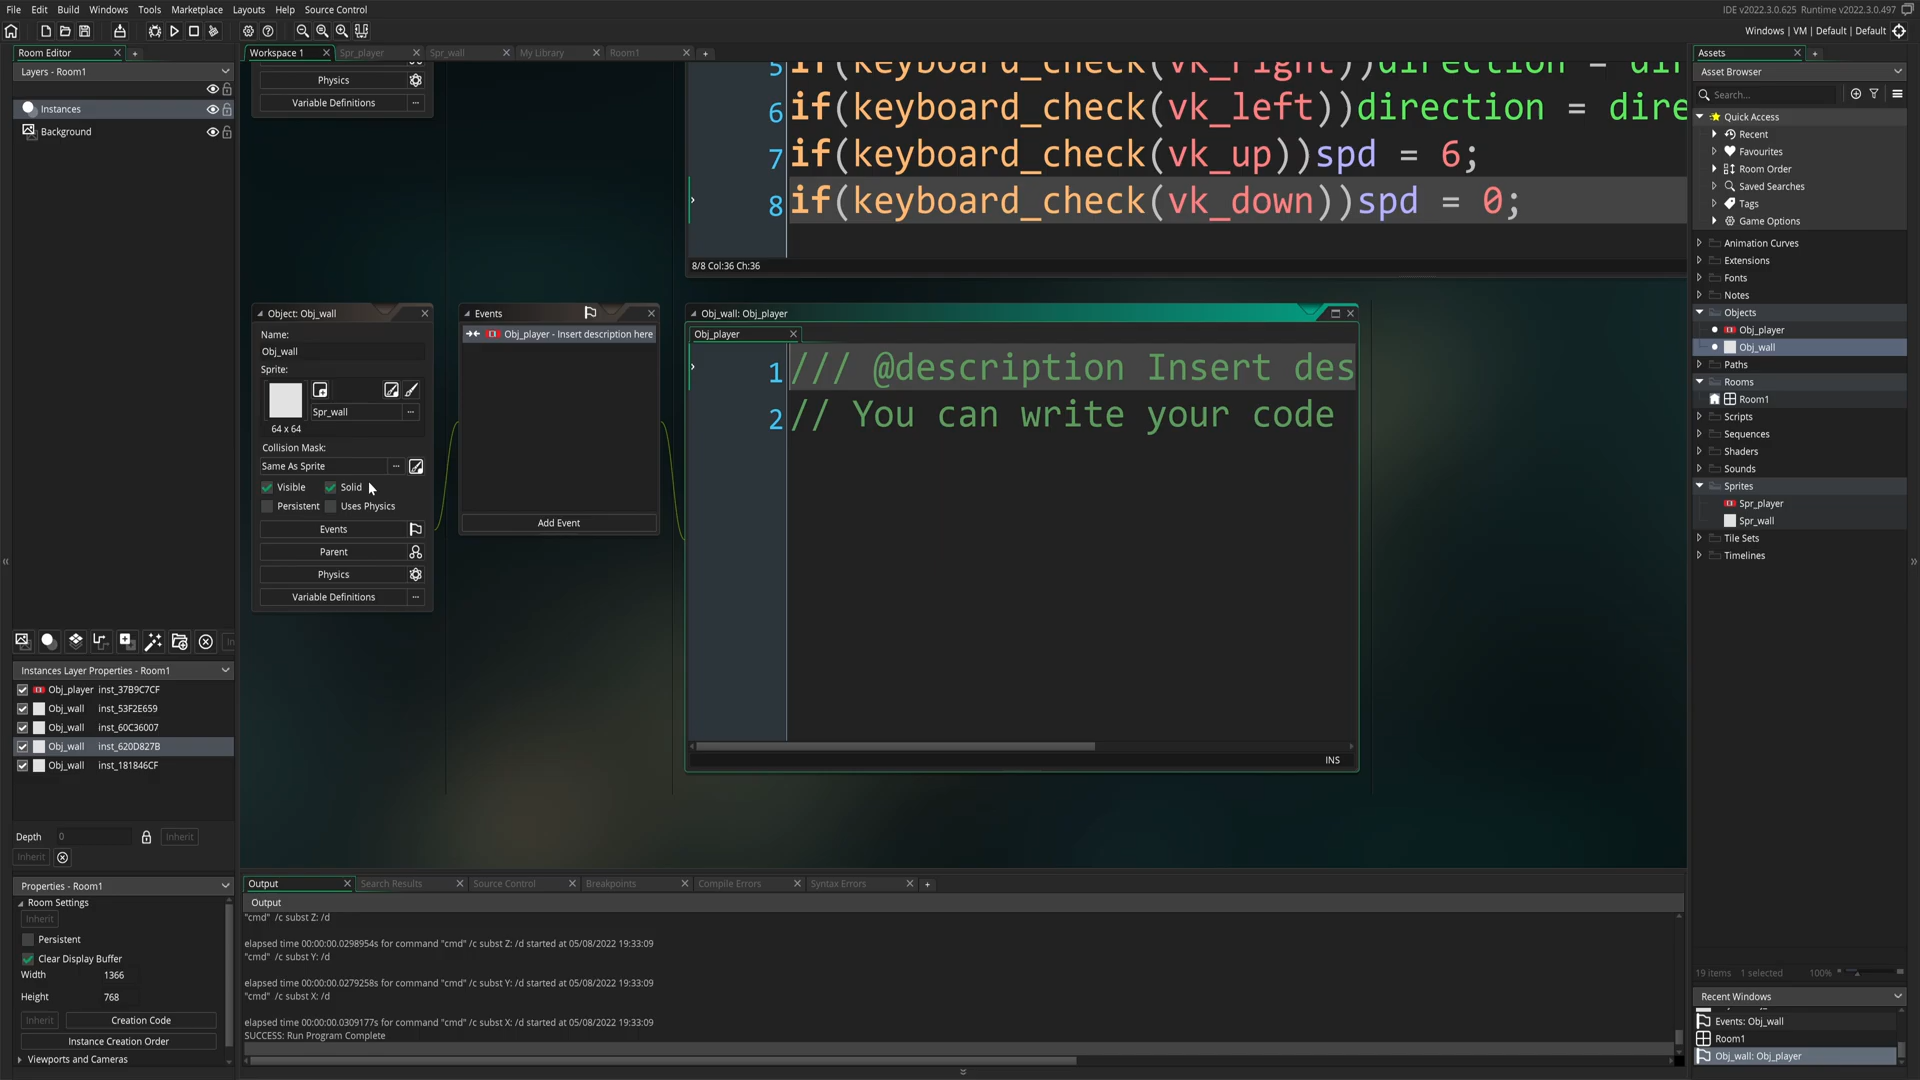 File Edit Build Windows Tools Marketplace Layouts Help Source Control
IDE v2022.3.0.625 Runtime v2022.3.0.497
Windows | VM | Default | Default
Room Editor
Layers - Room1
Instances
Background
Workspace 1 Spr_player Spr_wall My Library Room1
Physics
Variable Definitions
5 if(keyboard_check(vk_right))direction = dir
6 if(keyboard_check(vk_left))direction = dire
7 if(keyboard_check(vk_up))spd = 6;
8 if(keyboard_check(vk_down))spd = 0;
8/8 Col:36 Ch:36
Object: Obj_wall
Name:
Obj_wall
Sprite:
Spr_wall
64 x 64
Collision Mask:
Same As Sprite
Visible Solid
Persistent Uses Physics
Events
Parent
Physics
Variable Definitions
Events
Obj_player - Insert description here
Add Event
Obj_wall: Obj_player
Obj_player
1 /// @description Insert des
2 // You can write your code
INS
Instances Layer Properties - Room1
Obj_player inst_37B9C7CF
Obj_wall inst_53F2E659
Obj_wall inst_60C36007
Obj_wall inst_620D827B
Obj_wall inst_181846CF
Depth 0 Inherit
Inherit
Properties - Room1
Room Settings
Inherit
Persistent
Clear Display Buffer
Width 1366
Height 768
Inherit Creation Code
Instance Creation Order
Viewports and Cameras
Output Search Results Source Control Breakpoints Compile Errors Syntax Errors
Output
"cmd" /c subst Z: /d
elapsed time 00:00:00.0298954s for command "cmd" /c subst Z: /d started at 05/08/2022 19:33:09
"cmd" /c subst Y: /d
elapsed time 00:00:00.0279258s for command "cmd" /c subst Y: /d started at 05/08/2022 19:33:09
"cmd" /c subst X: /d
elapsed time 00:00:00.0309177s for command "cmd" /c subst X: /d started at 05/08/2022 19:33:09
SUCCESS: Run Program Complete
Assets
Asset Browser
Search...
Quick Access
Recent
Favourites
Room Order
Saved Searches
Tags
Game Options
Animation Curves
Extensions
Fonts
Notes
Objects
Obj_player
Obj_wall
Paths
Rooms
Room1
Scripts
Sequences
Shaders
Sounds
Sprites
Spr_player
Spr_wall
Tile Sets
Timelines
19 items 1 selected 100%
Recent Windows
Events: Obj_wall
Room1
Obj_wall: Obj_player